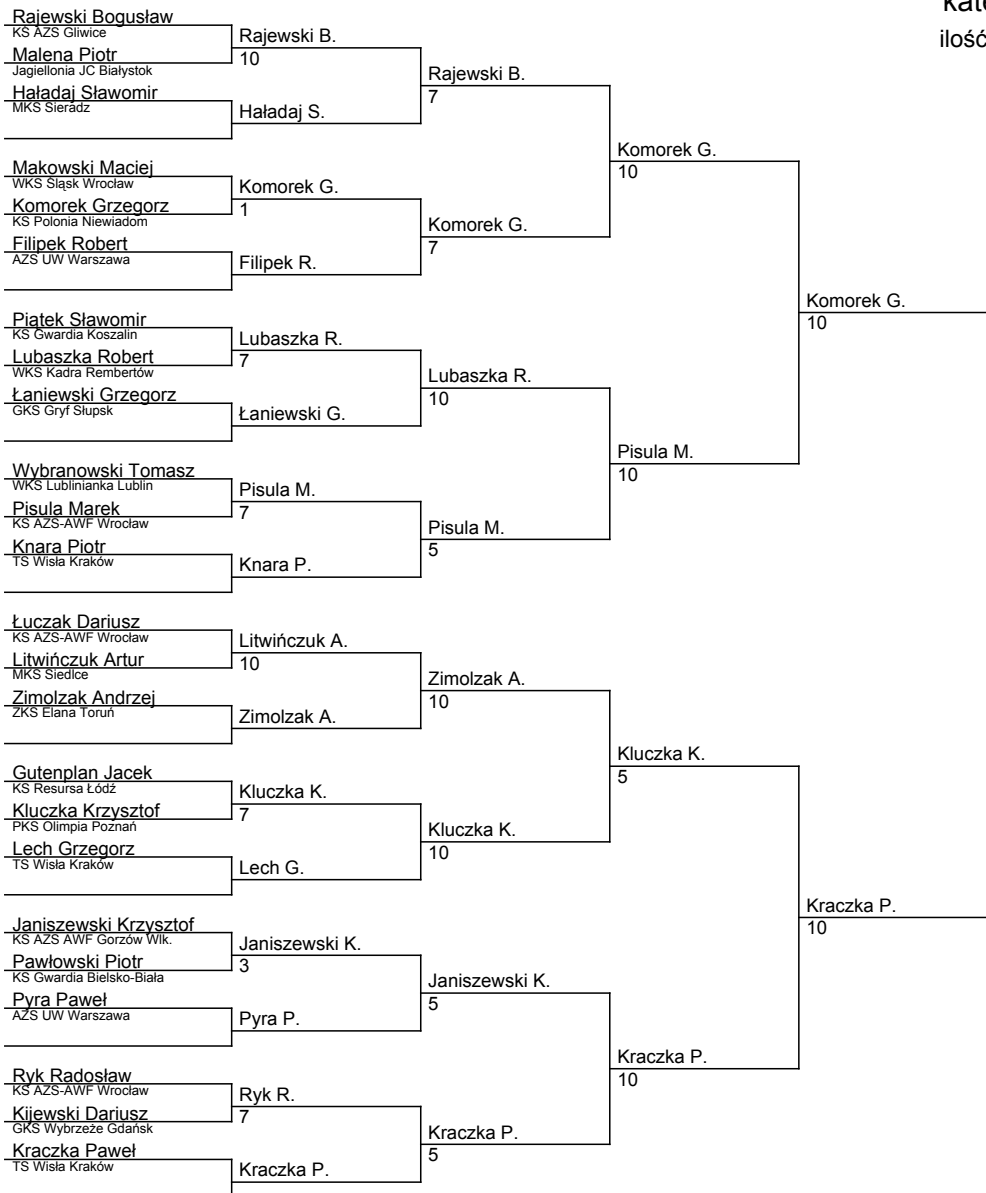 Rajewski Bogusław
KS AZS Gliwice
Malena Piotr
Jagiellonia JC Białystok
Haładaj Sławomir
MKS Sieradz
Makowski Maciej
WKS Śląsk Wrocław
Komorek Grzegorz
KS Polonia Niewiadom
Filipek Robert
AZS UW Warszawa
Piątek Sławomir
KS Gwardia Koszalin
Lubaszka Robert
WKS Kadra Rembertów
Łaniewski Grzegorz
GKS Gryf Słupsk
Wybranowski Tomasz
WKS Lublinianka Lublin
Pisula Marek
KS AZS-AWF Wrocław
Knara Piotr
TS Wisła Kraków
Łuczak Dariusz
KS AZS-AWF Wrocław
Litwińczuk Artur
MKS Siedlce
Zimolzak Andrzej
ZKS Elana Toruń
Gutenplan Jacek
KS Resursa Łódź
Kluczka Krzysztof
PKS Olimpia Poznań
Lech Grzegorz
TS Wisła Kraków
Janiszewski Krzysztof
KS AZS AWF Gorzów Wlk.
Pawłowski Piotr
KS Gwardia Bielsko-Biała
Pyra Paweł
AZS UW Warszawa
Ryk Radosław
KS AZS-AWF Wrocław
Kijewski Dariusz
GKS Wybrzeże Gdańsk
Kraczka Paweł
TS Wisła Kraków
Rajewski B.
10
Haładaj S.
Komorek G.
1
Filipek R.
Lubaszka R.
7
Łaniewski G.
Pisula M.
7
Knara P.
Litwińczuk A.
10
Zimolzak A.
Kluczka K.
7
Lech G.
Janiszewski K.
3
Pyra P.
Ryk R.
7
Kraczka P.
Rajewski B.
7
Komorek G.
7
Lubaszka R.
10
Pisula M.
5
Zimolzak A.
10
Kluczka K.
10
Janiszewski K.
5
Kraczka P.
5
Komorek G.
10
Pisula M.
10
Kluczka K.
5
Kraczka P.
10
Komorek G.
10
Kraczka P.
10
ilość